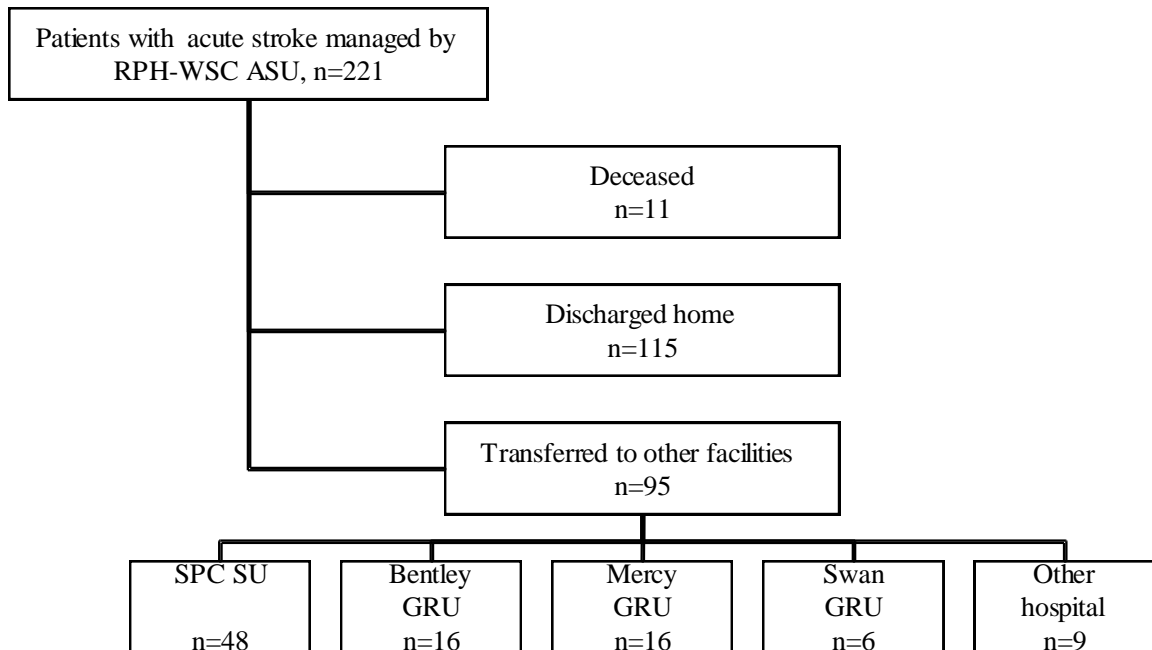 Patients with acute stroke managed by
RPH-WSC ASU, n=221
Deceased
n=11
Discharged home
n=115
Transferred to other facilities
n=95
SPC SU
n=48
Bentley
GRU
n=16
Mercy
GRU
n=16
Swan
GRU
n=6
Other
hospital
n=9